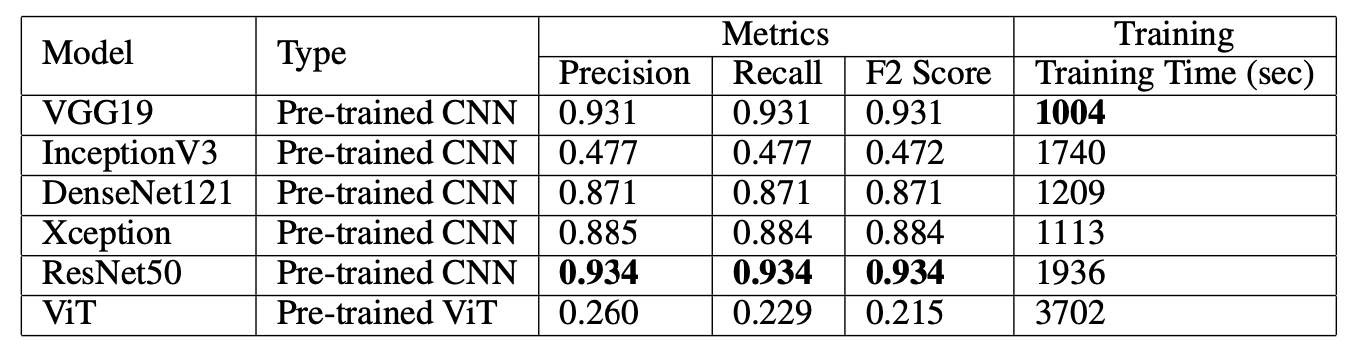 Model Type Metrics Training
Precision Recall F2 Score Training Time (sec)
VGG19 Pre-trained CNN 0.931 0.931 0.931 1004
InceptionV3 Pre-trained CNN 0.477 0.477 0.472 1740
DenseNet121 Pre-trained CNN 0.871 0.871 0.871 1209
Xception Pre-trained CNN 0.885 0.884 0.884 1113
ResNet50 Pre-trained CNN 0.934 0.934 0.934 1936
ViT Pre-trained ViT 0.260 0.229 0.215 3702